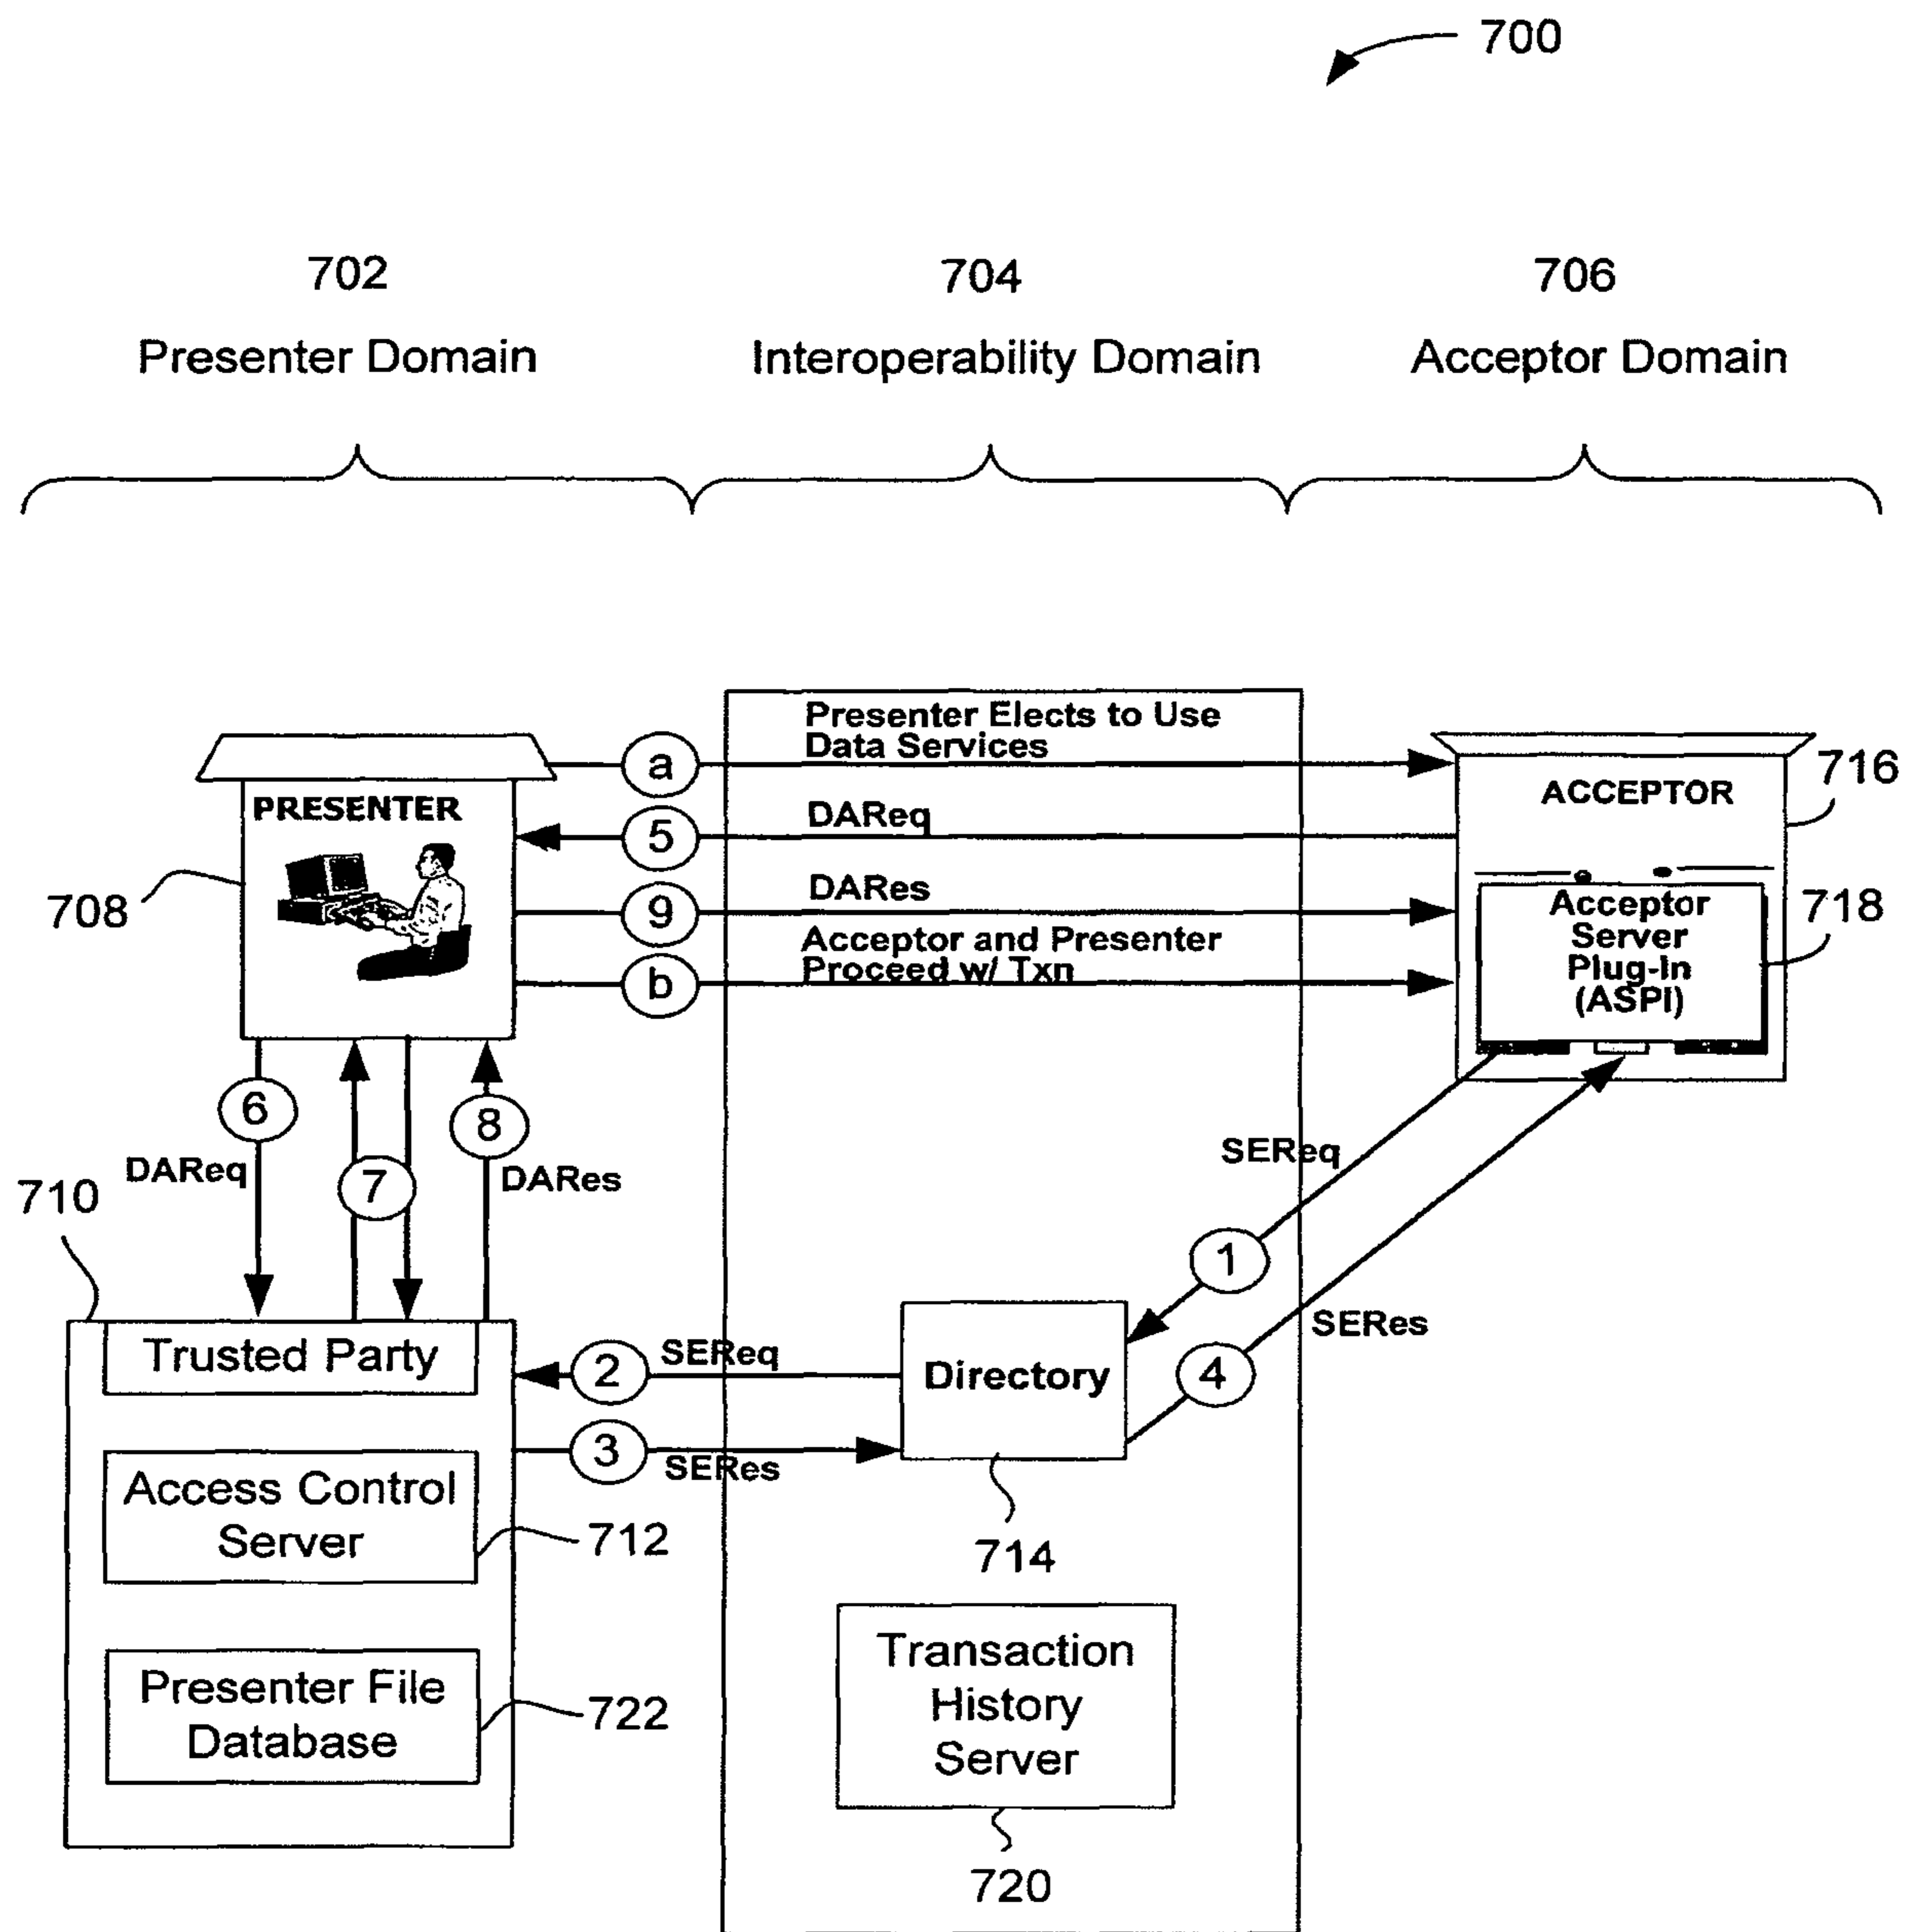 700
702
704
706
Presenter Domain
Interoperability Domain
Acceptor Domain
Presenter Elects to Use
Data Services
a
716
ACCEPTOR
PRESENTER
DAReq
5
DARes
9
708
Acceptor
Server
Plug-In
(ASPI)
718
Acceptor and Presenter
Proceed w/ Txn
b
6
8
DAReq
7
DARes
SEReq
710
1
SERes
Trusted Party
2
SEReq
Directory
4
3
SERes
Access Control
Server
712
714
Transaction
History
Server
Presenter File
Database
722
720